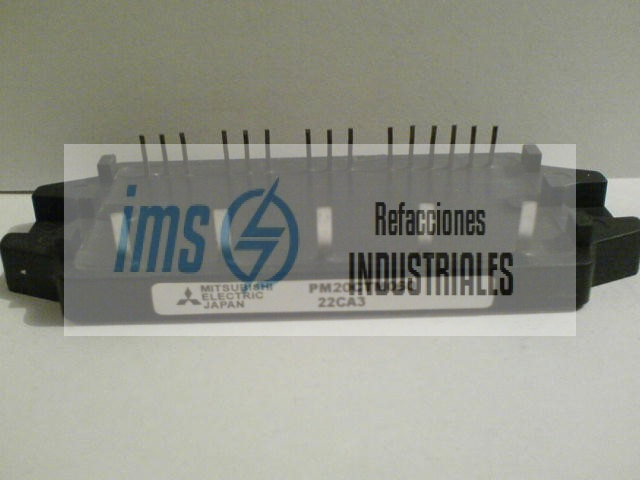 ims
Refacciones
INDUSTRIALES
MITSUBISHI
ELECTRIC
JAPAN
22CA3